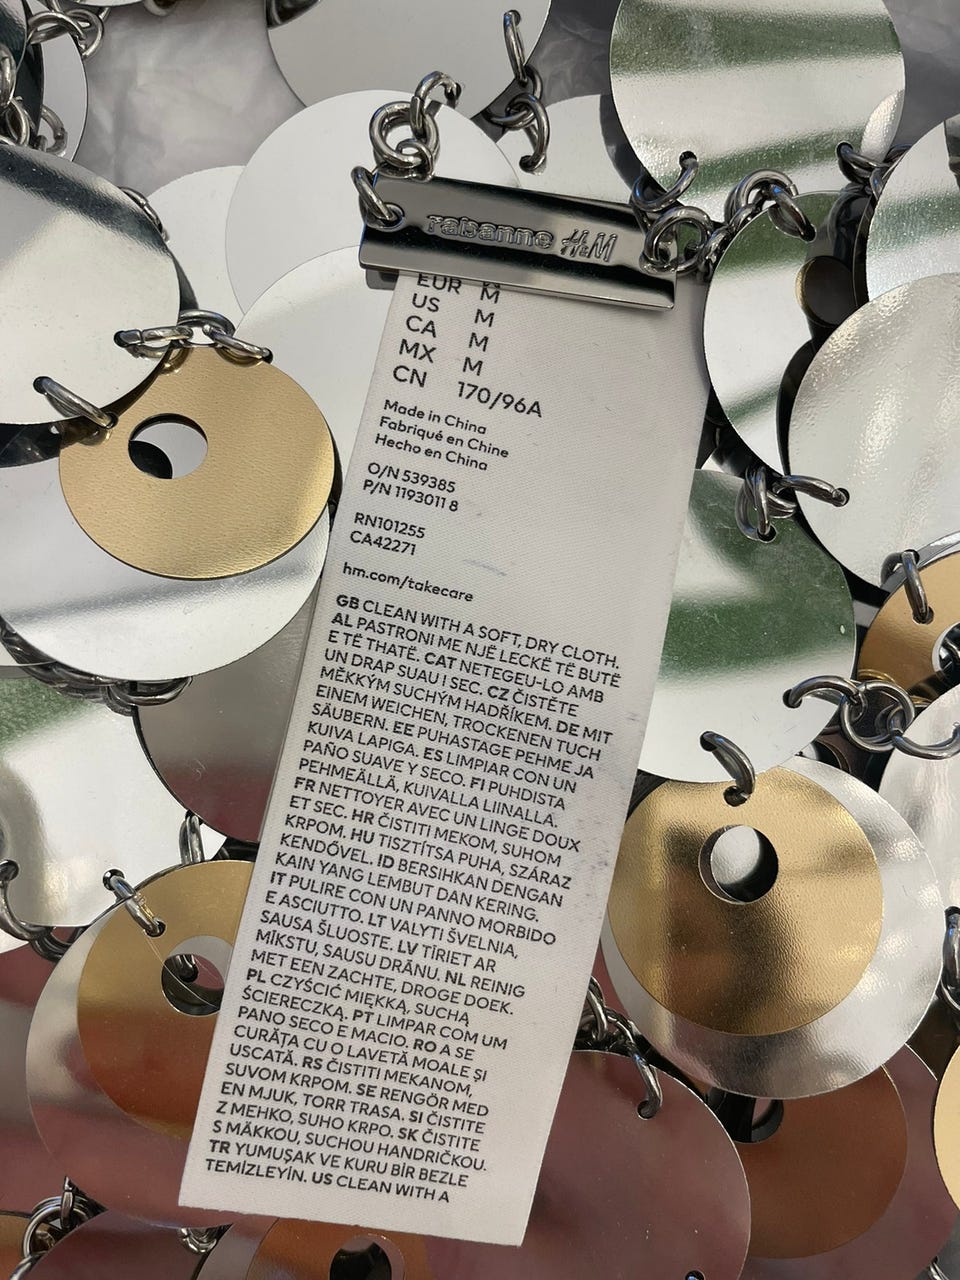 rabanne H&M
EUR M
US M
CA M
MX M
CN 170/96A
Made in China
Fabriqué en Chine
Hecho en China
O/N 539385
P/N 1193011 8
RN101255
CA42271
hm.com/takecare
GB CLEAN WITH A SOFT, DRY CLOTH.
AL PASTRONI ME NJË LECKË TË BUTË
E TË THATË. CAT NETEGEU-LO AMB
UN DRAP SUAU I SEC. CZ ČISTĚTE
MĚKKÝM SUCHÝM HADŘÍKEM. DE MIT
EINEM WEICHEN, TROCKENEN TUCH
SÄUBERN. EE PUHASTAGE PEHME JA
KUIVA LAPIGA. ES LIMPIAR CON UN
PAÑO SUAVE Y SECO. FI PUHDISTA
PEHMEÄLLÄ, KUIVALLA LIINALLA.
FR NETTOYER AVEC UN LINGE DOUX
ET SEC. HR ČISTITI MEKOM, SUHOM
KRPOM. HU TISZTÍTSA PUHA, SZÁRAZ
KENDŐVEL. ID BERSIHKAN DENGAN
KAIN YANG LEMBUT DAN KERING.
IT PULIRE CON UN PANNO MORBIDO
E ASCIUTTO. LT VALYTI ŠVELNIA,
SAUSA ŠLUOSTE. LV TĪRIET AR
MĪKSTU, SAUSU DRĀNU. NL REINIG
MET EEN ZACHTE, DROGE DOEK.
PL CZYŚCIĆ MIĘKKĄ, SUCHĄ
ŚCIERECZKĄ. PT LIMPAR COM UM
PANO SECO E MACIO. RO A SE
CURĂȚA CU O LAVETĂ MOALE ȘI
USCATĂ. RS ČISTITI MEKANOM,
SUVOM KRPOM. SE RENGÖR MED
EN MJUK, TORR TRASA. SI ČISTITE
Z MEHKO, SUHO KRPO. SK ČISTITE
S MÄKKOU, SUCHOU HANDRIČKOU.
TR YUMUŞAK VE KURU BİR BEZLE
TEMİZLEYİN. US CLEAN WITH A